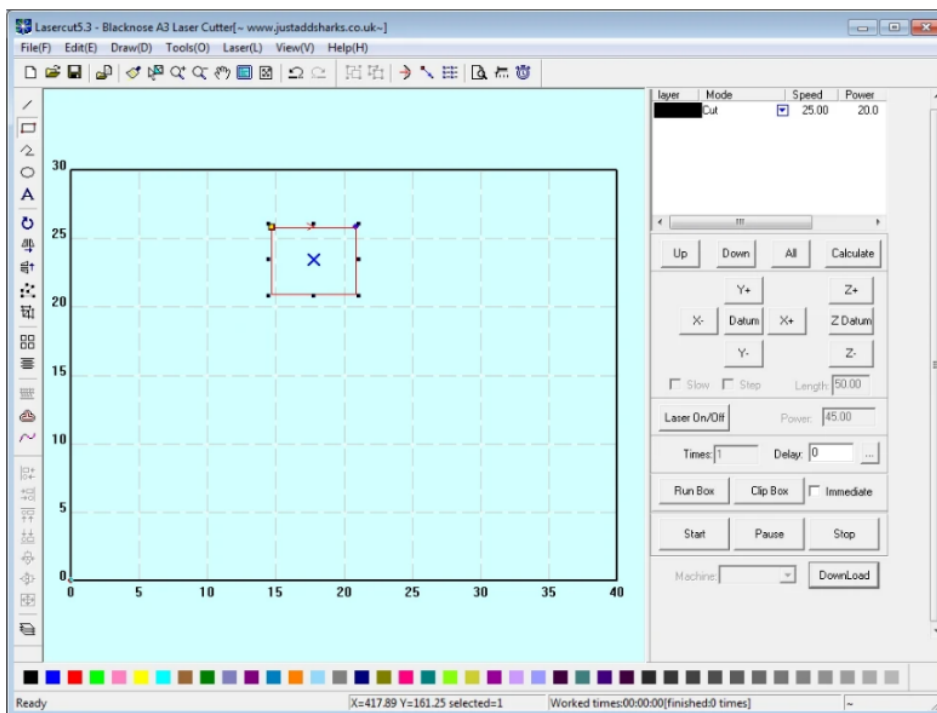 Lasercut5.3 - Blacknose A3 Laser Cutter[~ www.justaddsharks.co.uk~]
File(F) Edit(E) Draw(D) Tools(O) Laser(L) View(V) Help(H)
layer Mode Speed Power
Cut 25.00 20.0
30
25
20
15
10
5
0
0 5 10 15 20 25 30 35 40
Up Down All Calculate
Y+ Z+
X- Datum X+ Z Datum
Y- Z-
Slow Step Length: 50.00
Laser On/Off Power: 45.00
Times: 1 Delay: 0 ...
Run Box Clip Box Immediate
Start Pause Stop
Machine: DownLoad
Ready X=417.89 Y=161.25 selected=1 Worked times:00:00:00[finished:0 times] ~